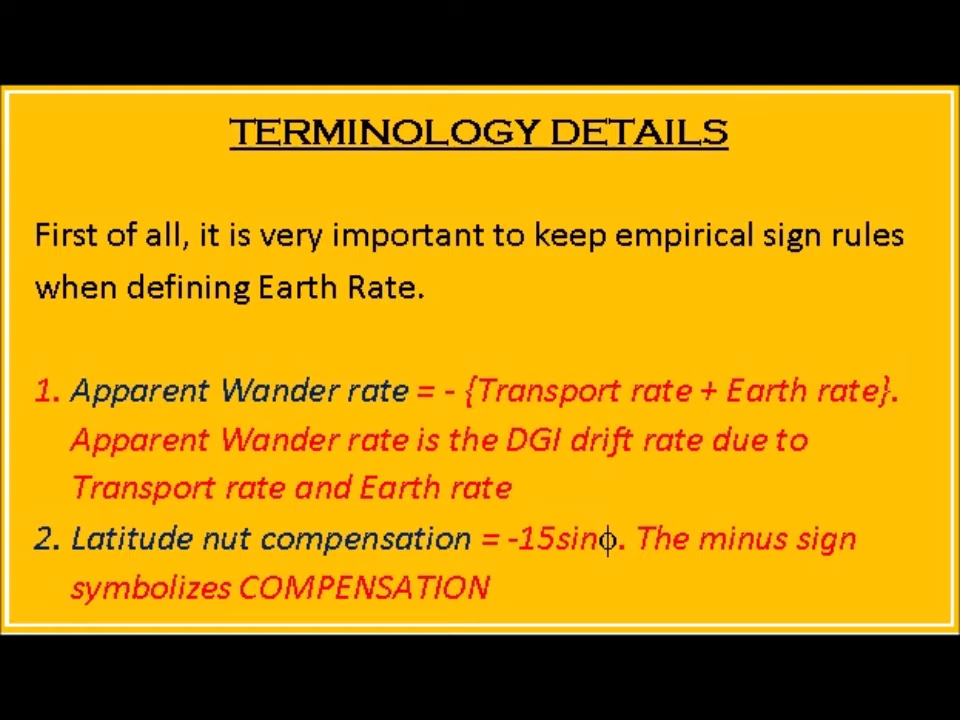 TERMINOLOGY DETAILS
First of all, it is very important to keep empirical sign rules
when defining Earth Rate.
1. Apparent Wander rate = - {Transport rate + Earth rate}.
Apparent Wander rate is the DGI drift rate due to
Transport rate and Earth rate
2. Latitude nut compensation = -15sinϕ. The minus sign
symbolizes COMPENSATION